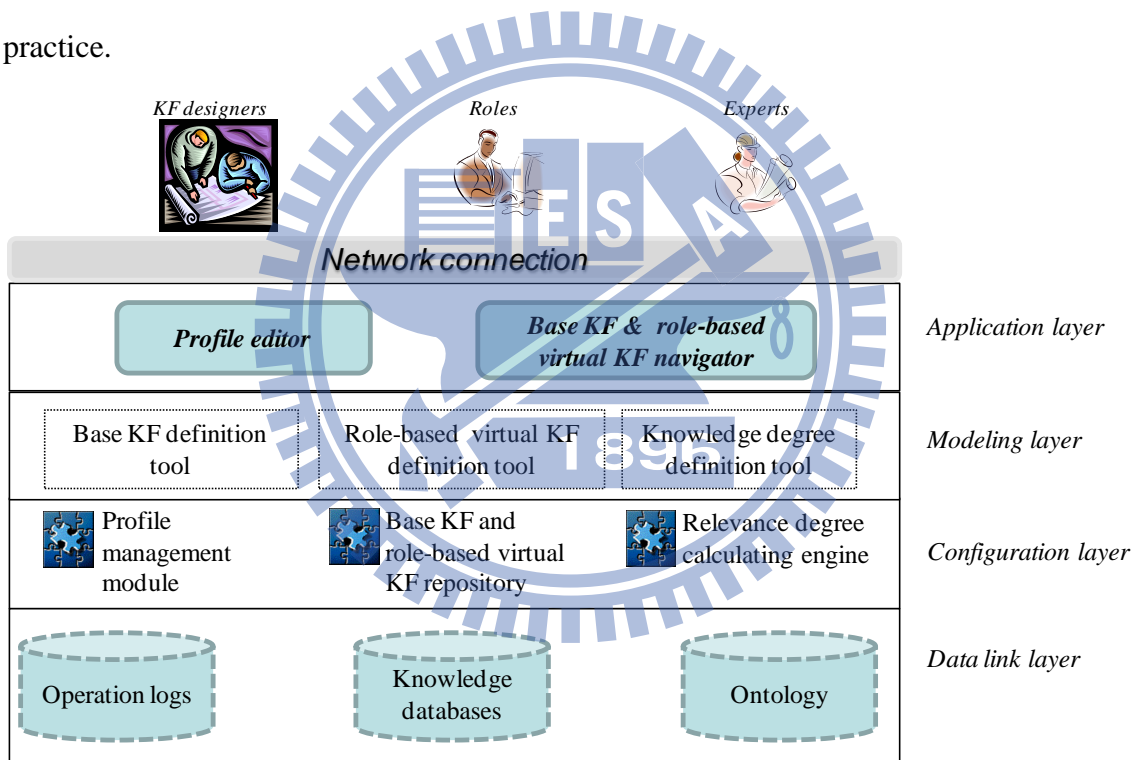 practice.
KF designers
Roles
Experts
Network connection
Profile editor
Base KF & role-based
virtual KF navigator
Application layer
Base KF definition
tool
Role-based virtual KF
definition tool
Knowledge degree
definition tool
Modeling layer
Profile
management
module
Base KF and
role-based virtual
KF repository
Relevance degree
calculating engine
Configuration layer
Operation logs
Knowledge
databases
Ontology
Data link layer
E S A
8
1896